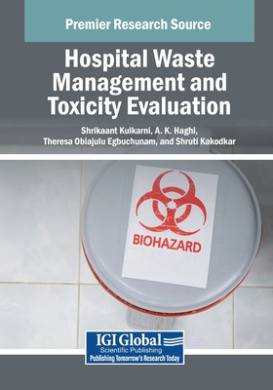 Premier Research Source
Hospital Waste
Management and
Toxicity Evaluation
Shrikaant Kulkarni, A. K. Haghi,
Theresa Obiajulu Egbuchunam, and Shruti Kakodkar
BIOHAZARD
IGI Global
Scientific Publishing
Publishing Tomorrow's Research Today